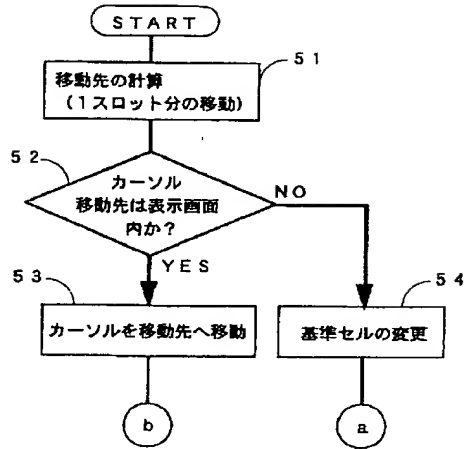 START
51
移動先の計算
(1スロット分の移動)
52
カーソル
移動先は表示画面
内か?
NO
YES
53
カーソルを移動先へ移動
54
基準セルの変更
b
a